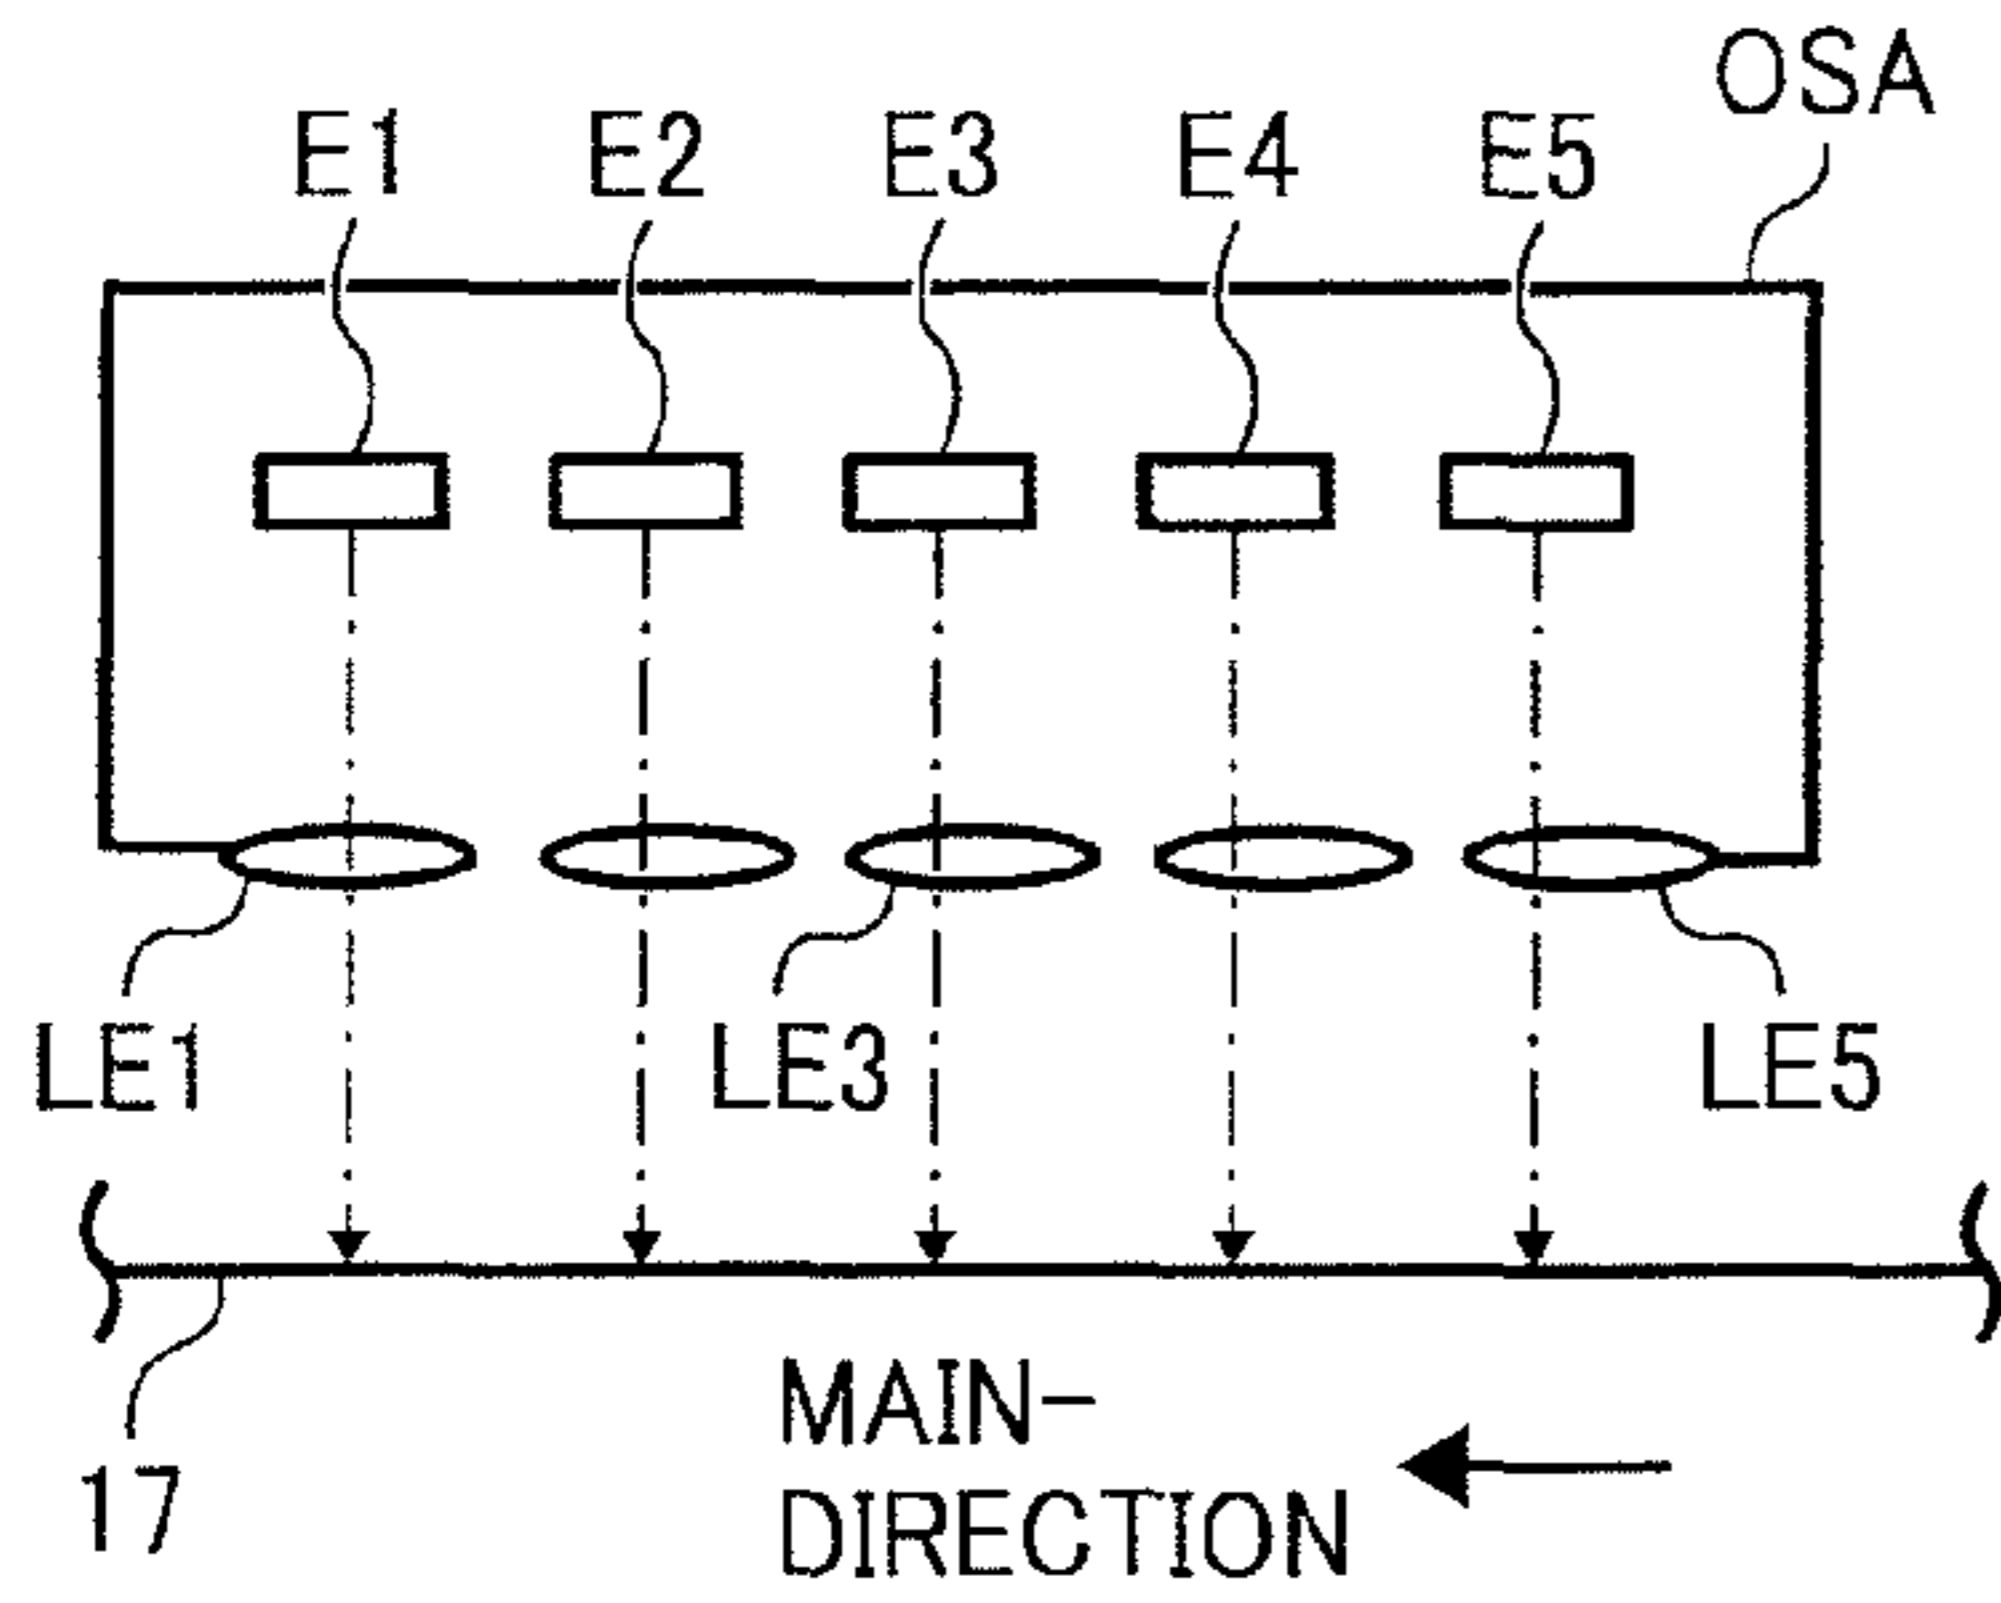 OSA
E1 E2 E3 E4 E5
LE1 LE3 LE5
17
MAIN-
DIRECTION